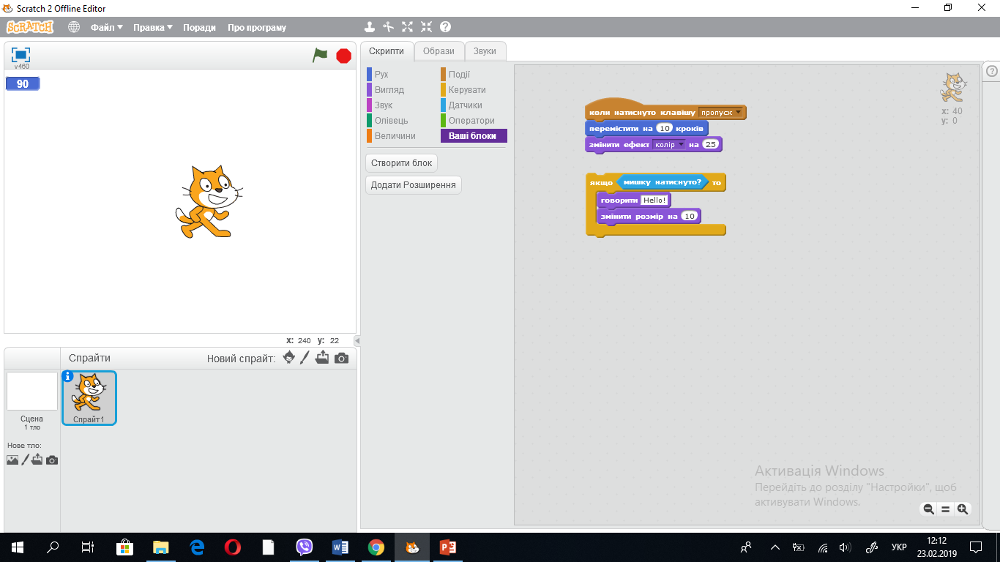 Scratch 2 Offline Editor
SCRATCH Файл Правка Поради Про програму
v460
90
x: 240 y: 22
Спрайти Новий спрайт:
Сцена
1 тло
Нове тло:
Спрайт1
Скрипти Образи Звуки
Рух Події
Вигляд Керувати
Звук Датчики
Олівець Оператори
Величини Ваші блоки
Створити блок
Додати Розширення
коли натиснуто клавішу пропуск
перемістити на 10 кроків
змінити ефект колір на 25
якщо мишку натиснуто? то
говорити Hello!
змінити розмір на 10
x: 40
y: 0
Активація Windows
Перейдіть до розділу "Настройки", щоб
активувати Windows.
УКР
12:12
23.02.2019